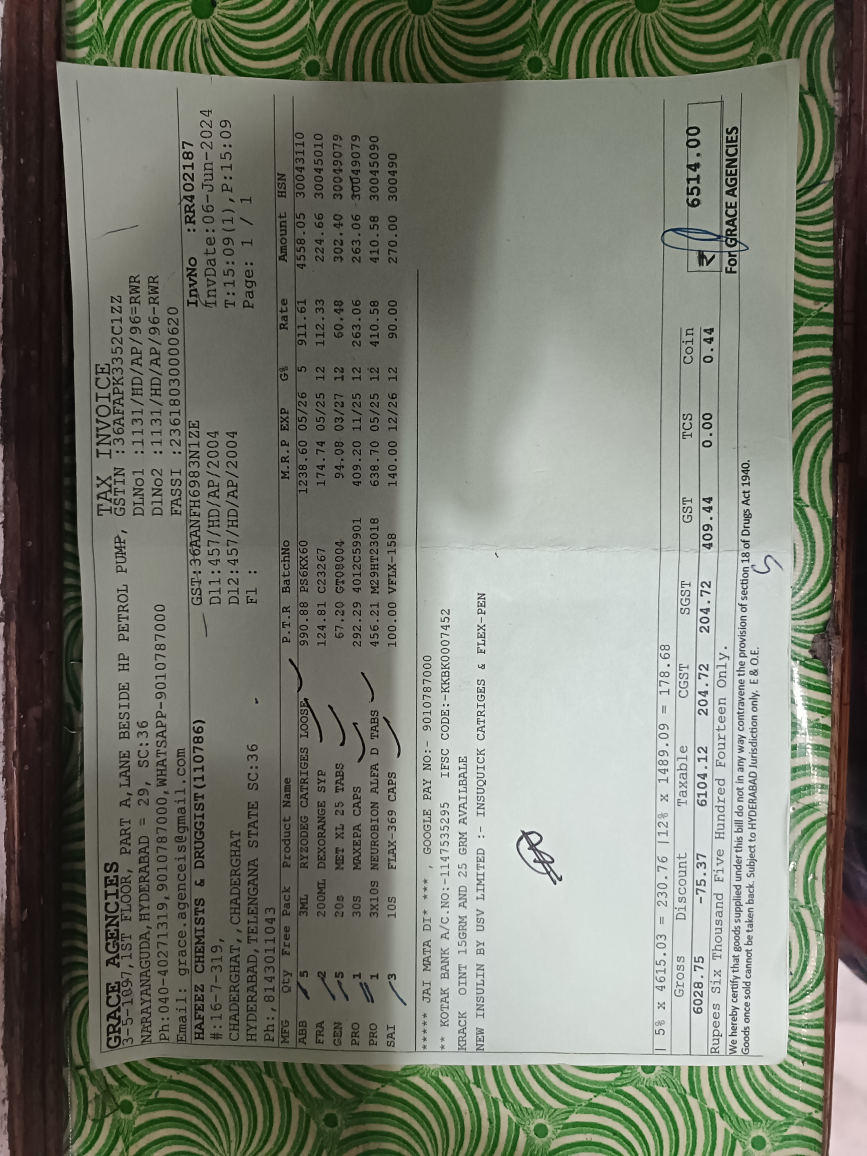 TAX INVOICE
GRACE AGENCIES
3-5-1097,1ST FLOOR, PART A,LANE BESIDE HP PETROL PUMP,
NARAYANAGUDA,HYDERABAD = 29, SC:36
Ph:040-40271319,9010787000,WHATSAPP-9010787000
Email: grace.agenceis@gmail.com
GSTIN :36AFAPK3352C1ZZ
DLNo1 :1131/HD/AP/96=RWR
DlNo2 :1131/HD/AP/96-RWR
FASSI :23618030000620
HAFEEZ CHEMISTS & DRUGGIST(110786)
#:16-7-319,
CHADERGHAT,,CHADERGHAT
HYDERABAD,TELENGANA STATE SC:36
Ph:,8143011043
GST:36AANFH6983N1ZE
D11:457/HD/AP/2004
D12:457/HD/AP/2004
F1 :
InvNo :RR402187
InvDate:06-Jun-2024
T:15:09(1),P:15:09
Page: 1 / 1
MFG Qty Free Pack Product Name P.T.R BatchNo M.R.P EXP G% Rate Amount HSN
ABB 5 3ML RYZODEG CATRIGES LOOSE 990.88 PS6KX60 1238.60 05/26 5 911.61 4558.05 30043110
FRA 2 200ML DEXORANGE SYP 124.81 C23267 174.74 05/25 12 112.33 224.66 30045010
GEN 5 20s MET XL 25 TABS 67.20 GT08004 94.08 03/27 12 60.48 302.40 30049079
PRO 1 30S MAXEPA CAPS 292.29 4012C59901 409.20 11/25 12 263.06 263.06 30049079
PRO 1 3X10S NEUROBION ALFA D TABS 456.21 M29HT23018 638.70 05/25 12 410.58 410.58 30045090
SAI 3 10S FLAX-369 CAPS 100.00 VFLX-158 140.00 12/26 12 90.00 270.00 300490
***** JAI MATA DI* *** , GOOGLE PAY NO:- 9010787000
** KOTAK BANK A/C.NO:-1147535295 IFSC CODE:-KKBK0007452
KRACK OINT 15GRM AND 25 GRM AVAILBALE
NEW INSULIN BY USV LIMITED :- INSUQUICK CATRIGES & FLEX-PEN
| 5% x 4615.03 = 230.76 |12% x 1489.09 = 178.68
Gross Discount Taxable CGST SGST GST TCS Coin
6028.75 -75.37 6104.12 204.72 204.72 409.44 0.00 0.44 ₹ 6514.00
Rupees Six Thousand Five Hundred Fourteen Only.
We hereby certify that goods supplied under this bill do not in any way contravene the provision of section 18 of Drugs Act 1940.
Goods once sold cannot be taken back. Subject to HYDERABAD Jurisdiction only. E & O.E.
For GRACE AGENCIES